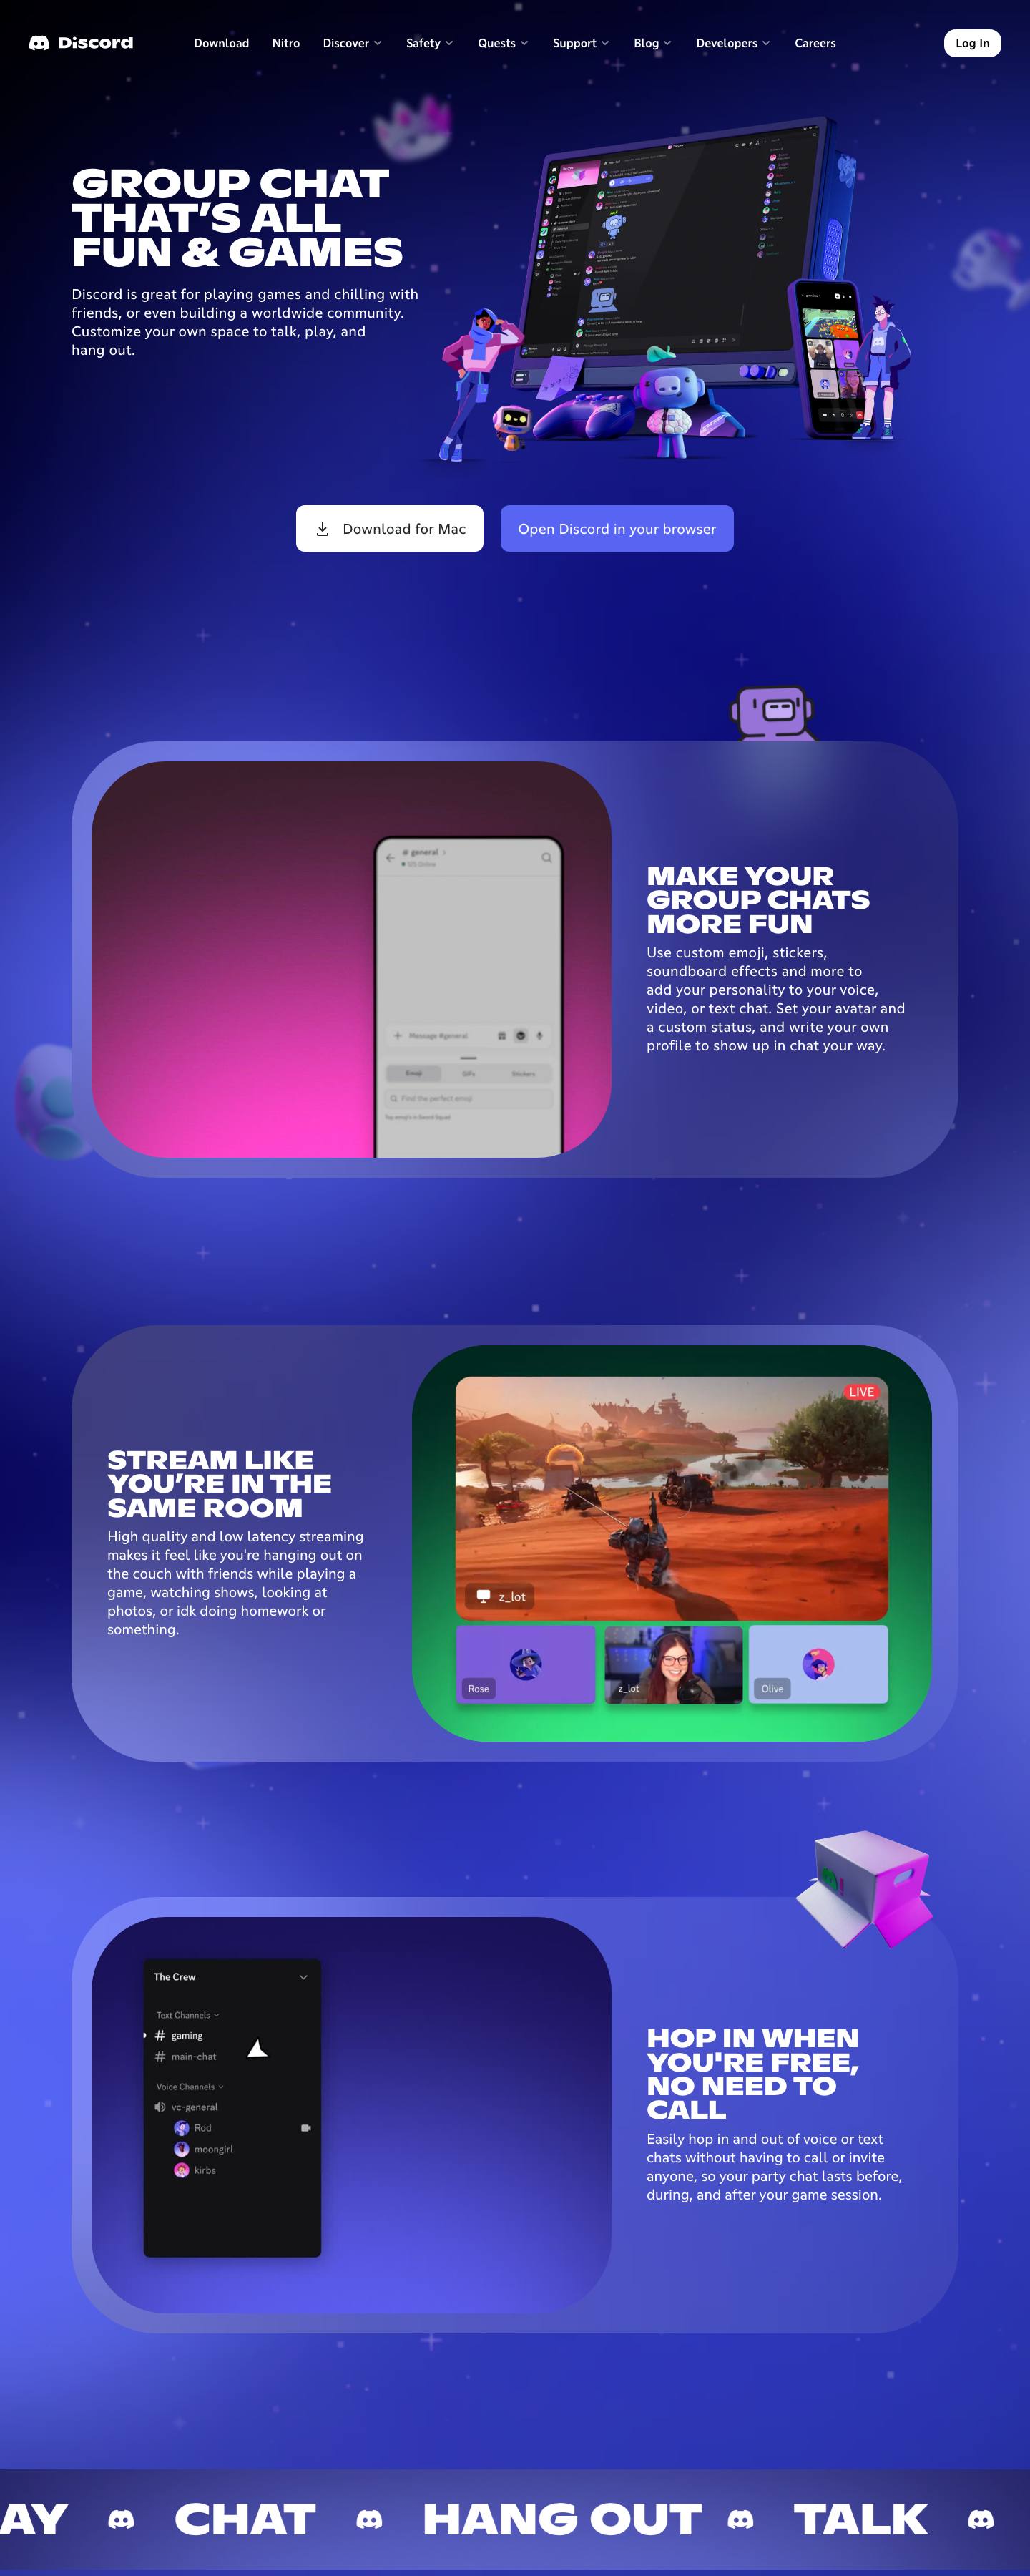 Discord
Download
Nitro
Discover
Safety
Quests
Support
Blog
Developers
Careers
Log In
GROUP CHAT
THAT’S ALL
FUN & GAMES
Discord is great for playing games and chilling with
friends, or even building a worldwide community.
Customize your own space to talk, play, and
hang out.
Download for Mac
Open Discord in your browser
# general
125 Online
Message #general
Emoji
GIFs
Stickers
Find the perfect emoji
MAKE YOUR
GROUP CHATS
MORE FUN
Use custom emoji, stickers,
soundboard effects and more to
add your personality to your voice,
video, or text chat. Set your avatar and
a custom status, and write your own
profile to show up in chat your way.
STREAM LIKE
YOU’RE IN THE
SAME ROOM
High quality and low latency streaming
makes it feel like you're hanging out on
the couch with friends while playing a
game, watching shows, looking at
photos, or idk doing homework or
something.
LIVE
z_lot
Rose
z_lot
Olive
The Crew
Text Channels
# gaming
# main-chat
Voice Channels
vc-general
Rod
moongirl
kirbs
HOP IN WHEN
YOU'RE FREE,
NO NEED TO
CALL
Easily hop in and out of voice or text
chats without having to call or invite
anyone, so your party chat lasts before,
during, and after your game session.
AY CHAT HANG OUT TALK